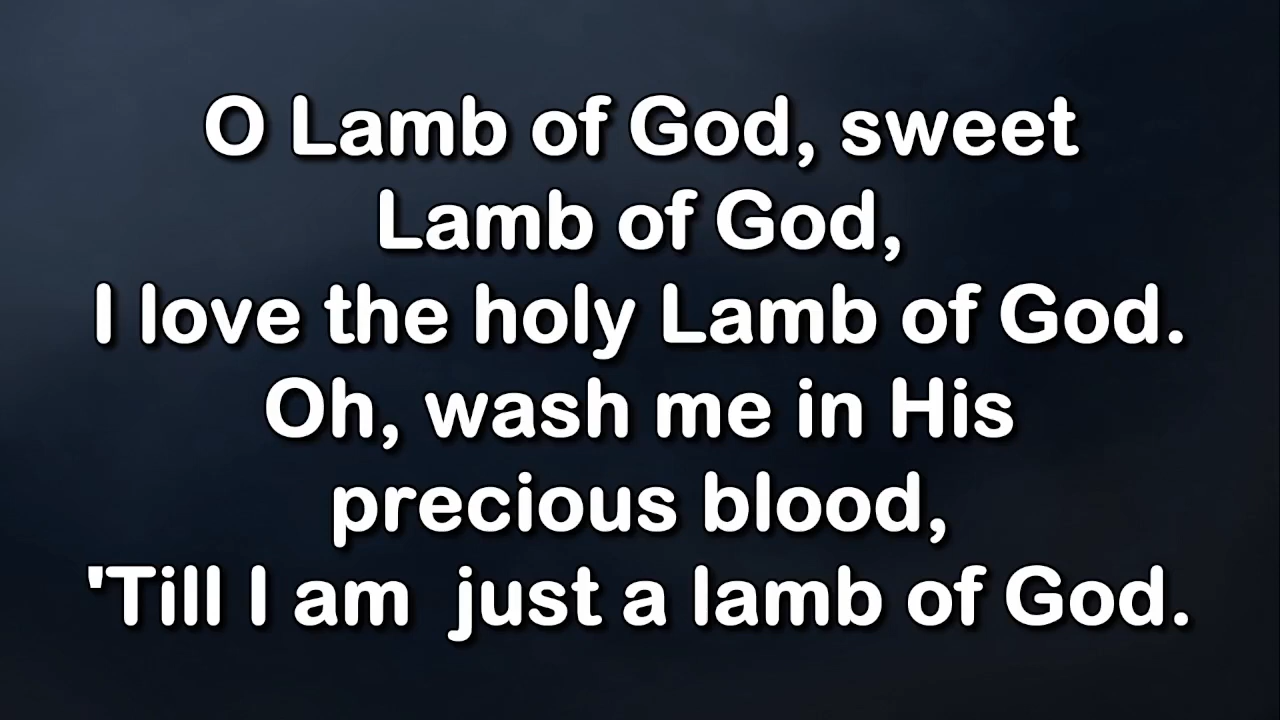 O Lamb of God, sweet
Lamb of God,
I love the holy Lamb of God.
Oh, wash me in His
precious blood,
'Till I am  just a lamb of God.